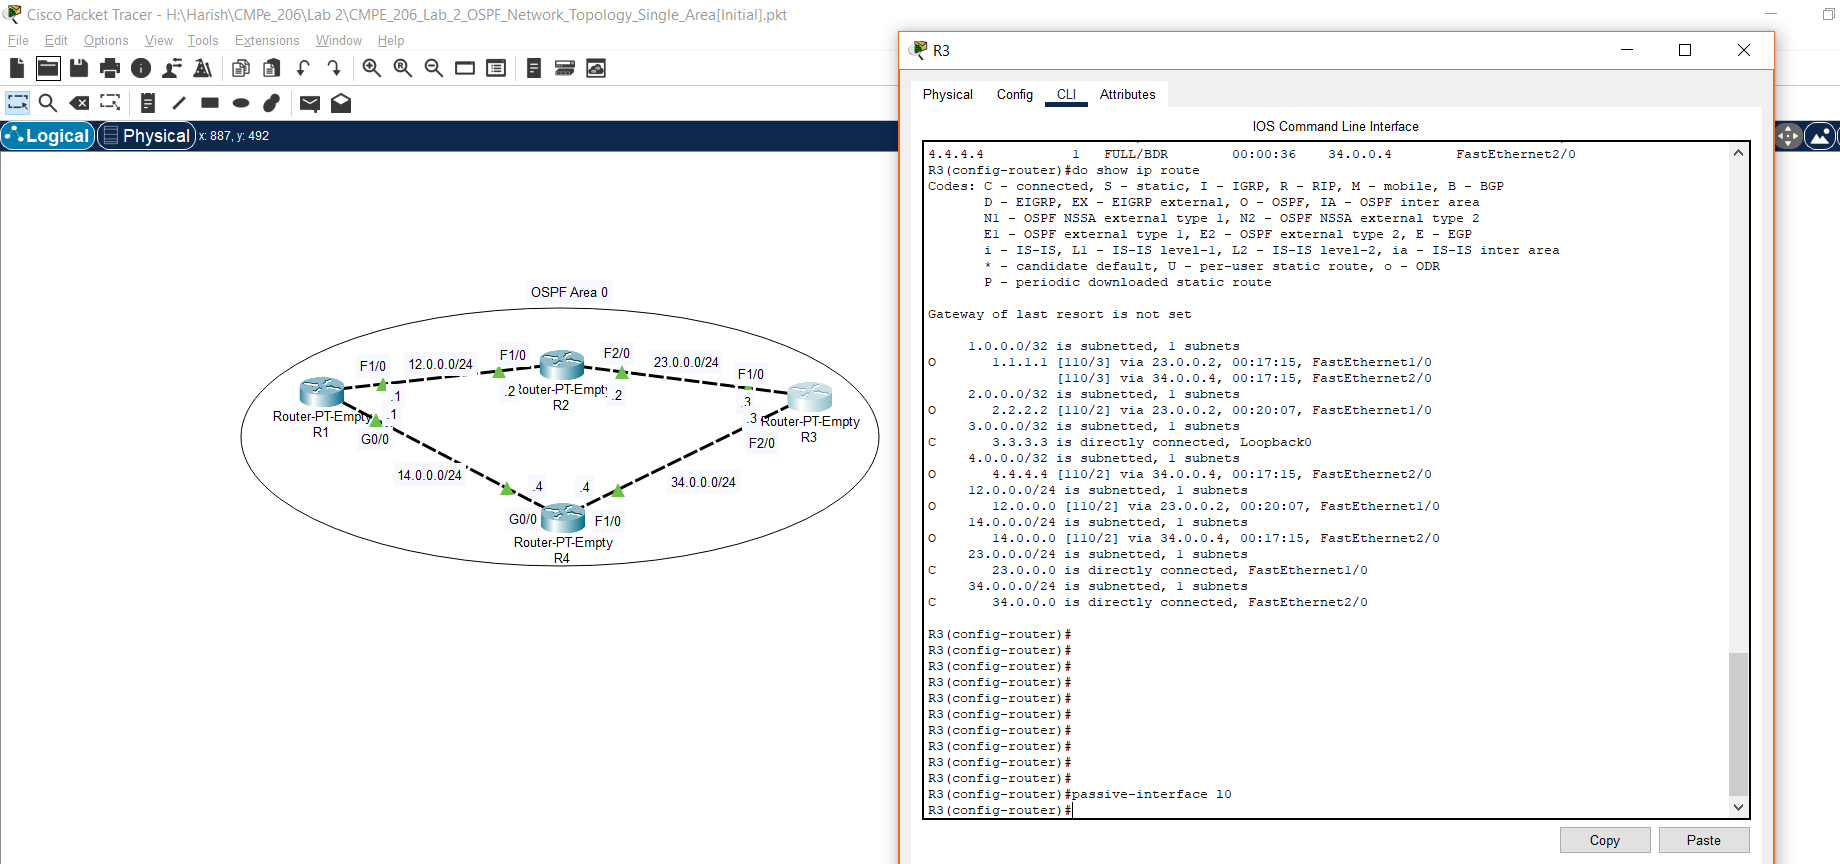 Cisco Packet Tracer - H:\Harish\CMPe_206\Lab 2\CMPE_206_Lab_2_OSPF_Network_Topology_Single_Area[Initial].pkt
File Edit Options View Tools Extensions Window Help
Logical Physical x: 887, y: 492
OSPF Area 0
F1/0 12.0.0.0/24 F1/0 F2/0 23.0.0.0/24 F1/0
.1 .2 Router-PT-Empty .2 .3
R2
Router-PT-Empty .1 .3 Router-PT-Empty
R1 R3
G0/0 F2/0
14.0.0.0/24 .4 .4 34.0.0.0/24
G0/0 F1/0
Router-PT-Empty
R4
R3
Physical Config CLI Attributes
IOS Command Line Interface
4.4.4.4 1 FULL/BDR 00:00:36 34.0.0.4 FastEthernet2/0
R3(config-router)#do show ip route
Codes: C - connected, S - static, I - IGRP, R - RIP, M - mobile, B - BGP
D - EIGRP, EX - EIGRP external, O - OSPF, IA - OSPF inter area
N1 - OSPF NSSA external type 1, N2 - OSPF NSSA external type 2
E1 - OSPF external type 1, E2 - OSPF external type 2, E - EGP
i - IS-IS, L1 - IS-IS level-1, L2 - IS-IS level-2, ia - IS-IS inter area
* - candidate default, U - per-user static route, o - ODR
P - periodic downloaded static route
Gateway of last resort is not set
1.0.0.0/32 is subnetted, 1 subnets
O 1.1.1.1 [110/3] via 23.0.0.2, 00:17:15, FastEthernet1/0
[110/3] via 34.0.0.4, 00:17:15, FastEthernet2/0
2.0.0.0/32 is subnetted, 1 subnets
O 2.2.2.2 [110/2] via 23.0.0.2, 00:20:07, FastEthernet1/0
3.0.0.0/32 is subnetted, 1 subnets
C 3.3.3.3 is directly connected, Loopback0
4.0.0.0/32 is subnetted, 1 subnets
O 4.4.4.4 [110/2] via 34.0.0.4, 00:17:15, FastEthernet2/0
12.0.0.0/24 is subnetted, 1 subnets
O 12.0.0.0 [110/2] via 23.0.0.2, 00:20:07, FastEthernet1/0
14.0.0.0/24 is subnetted, 1 subnets
O 14.0.0.0 [110/2] via 34.0.0.4, 00:17:15, FastEthernet2/0
23.0.0.0/24 is subnetted, 1 subnets
C 23.0.0.0 is directly connected, FastEthernet1/0
34.0.0.0/24 is subnetted, 1 subnets
C 34.0.0.0 is directly connected, FastEthernet2/0
R3(config-router)#
R3(config-router)#
R3(config-router)#
R3(config-router)#
R3(config-router)#
R3(config-router)#
R3(config-router)#
R3(config-router)#
R3(config-router)#
R3(config-router)#
R3(config-router)#passive-interface l0
R3(config-router)#
Copy Paste